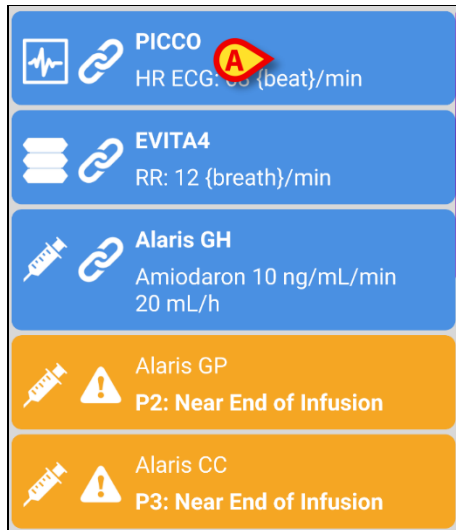 PICCO
A
HR ECG: {beat}/min
EVITA4
RR: 12 {breath}/min
Alaris GH
Amiodaron 10 ng/mL/min
20 mL/h
Alaris GP
P2: Near End of Infusion
Alaris CC
P3: Near End of Infusion